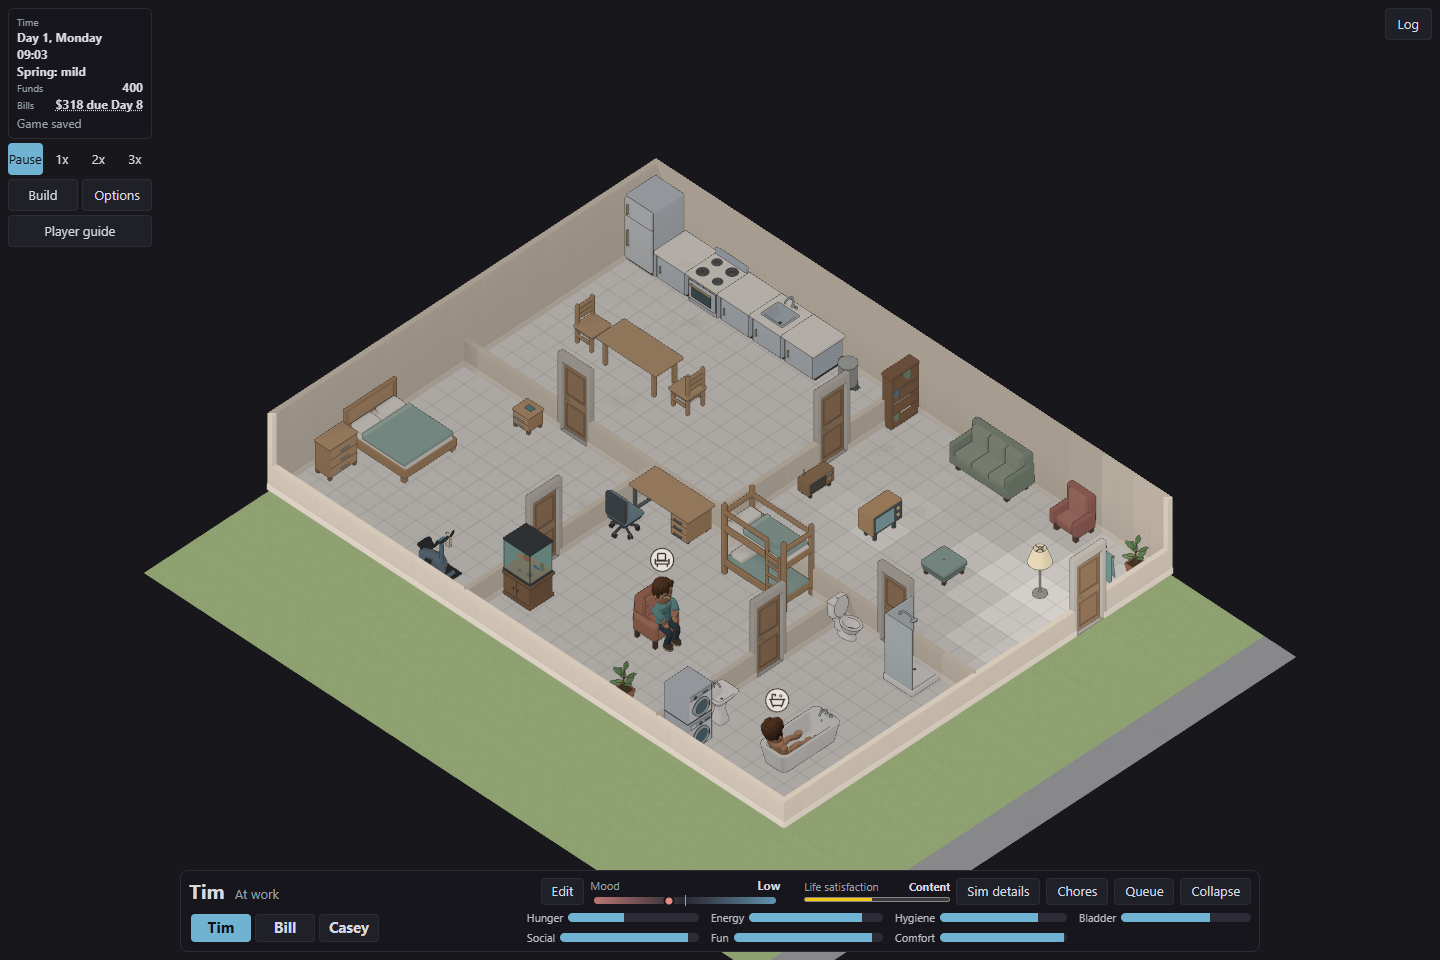 Time
Day 1, Monday
09:03
Spring: mild
Funds 400
Bills $318 due Day 8
Game saved
Pause 1x 2x 3x
Build Options
Player guide
Log
Tim At work
Edit
Mood Low
Life satisfaction Content
Sim details Chores Queue Collapse
Tim Bill Casey
Hunger Energy Hygiene Bladder
Social Fun Comfort